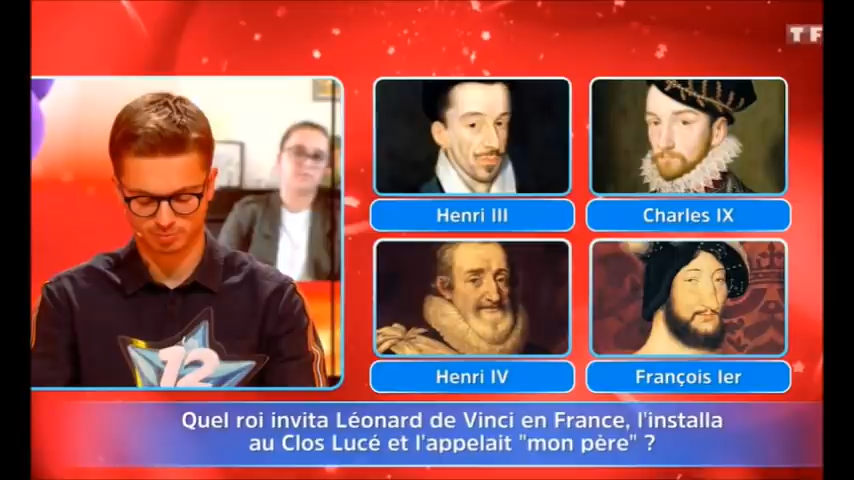 TF
Henri III
Charles IX
Henri IV
François Ier
12
Quel roi invita Léonard de Vinci en France, l'installa
au Clos Lucé et l'appelait "mon père" ?